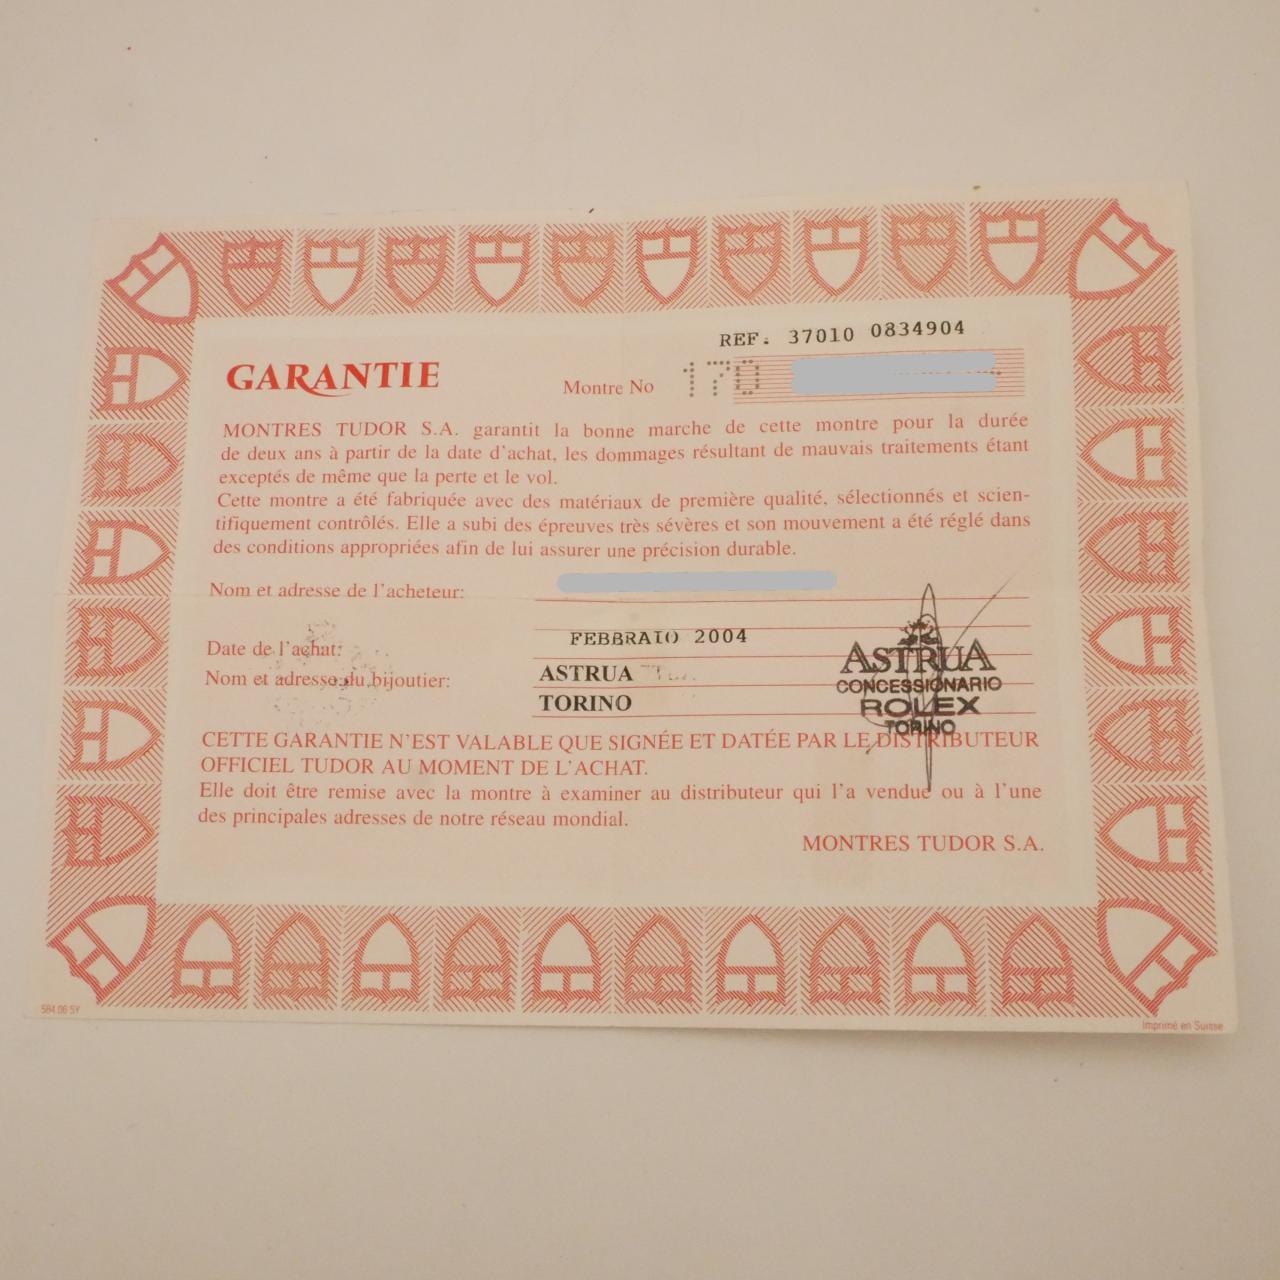 REF. 37010 0834904
GARANTIE
Montre No 170
MONTRES TUDOR S.A. garantit la bonne marche de cette montre pour la durée
de deux ans à partir de la date d'achat, les dommages résultant de mauvais traitements étant
exceptés de même que la perte et le vol.
Cette montre a été fabriquée avec des matériaux de première qualité, sélectionnés et scien-
tifiquement contrôlés. Elle a subi des épreuves très sévères et son mouvement a été réglé dans
des conditions appropriées afin de lui assurer une précision durable.
Nom et adresse de l'acheteur:
Date de l'achat: FEBBRAIO 2004
Nom et adresse du bijoutier: ASTRUA
TORINO
ASTRUA
CONCESSIONARIO
ROLEX
TORINO
CETTE GARANTIE N'EST VALABLE QUE SIGNÉE ET DATÉE PAR LE DISTRIBUTEUR
OFFICIEL TUDOR AU MOMENT DE L'ACHAT.
Elle doit être remise avec la montre à examiner au distributeur qui l'a vendue ou à l'une
des principales adresses de notre réseau mondial.
MONTRES TUDOR S.A.
584.06 5Y
Imprimé en Suisse